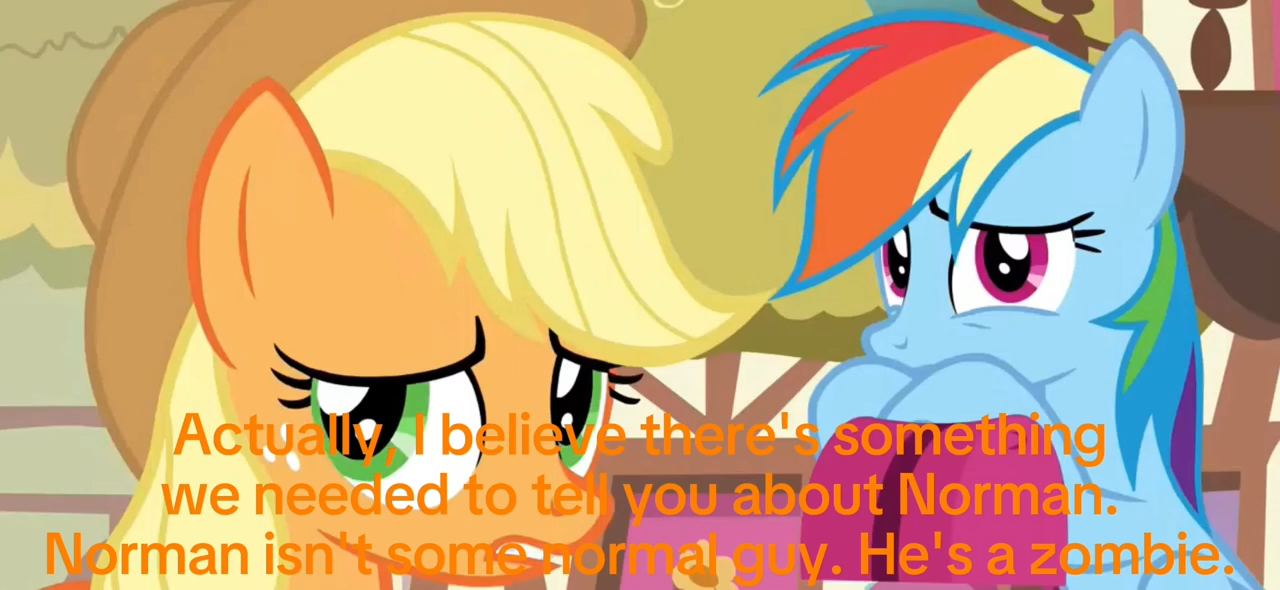 Actually, I believe there's something
we needed to tell you about Norman.
Norman isn't some normal guy. He's a zombie.